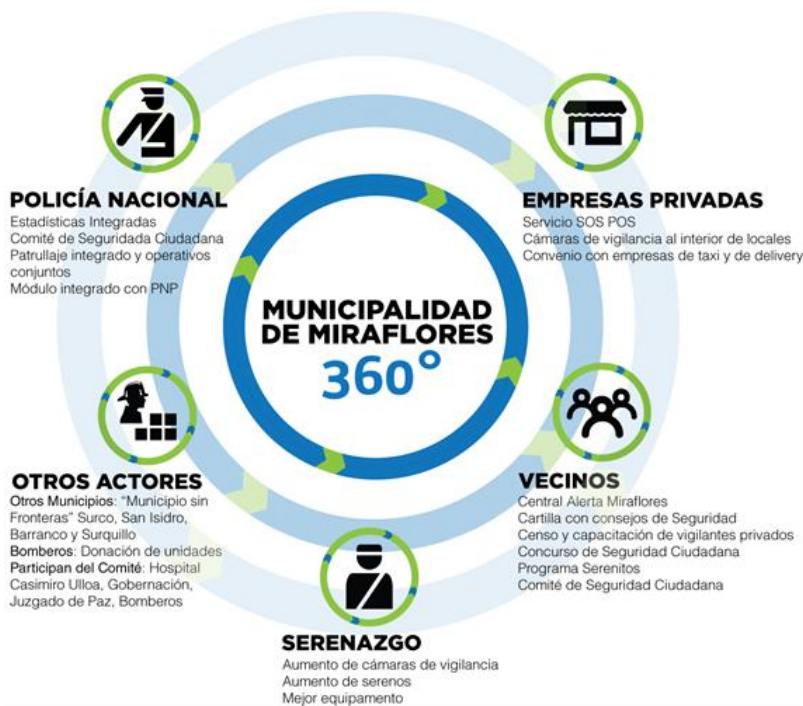 POLICÍA NACIONAL
Estadísticas Integradas
Comité de Seguridada Ciudadana
Patrullaje integrado y operativos
conjuntos
Módulo integrado con PNP
EMPRESAS PRIVADAS
Servicio SOS POS
Cámaras de vigilancia al interior de locales
Convenio con empresas de taxi y de delivery
MUNICIPALIDAD
DE MIRAFLORES
360°
OTROS ACTORES
Otros Municipios: "Municipio sin
Fronteras" Surco, San Isidro,
Barranco y Surquillo
Bomberos: Donación de unidades
Participan del Comité: Hospital
Casimiro Ulloa, Gobernación,
Juzgado de Paz, Bomberos
VECINOS
Central Alerta Miraflores
Cartilla con consejos de Seguridad
Censo y capacitación de vigilantes privados
Concurso de Seguridad Ciudadana
Programa Serenitos
Comité de Seguridad Ciudadana
SERENAZGO
Aumento de cámaras de vigilancia
Aumento de serenos
Mejor equipamento